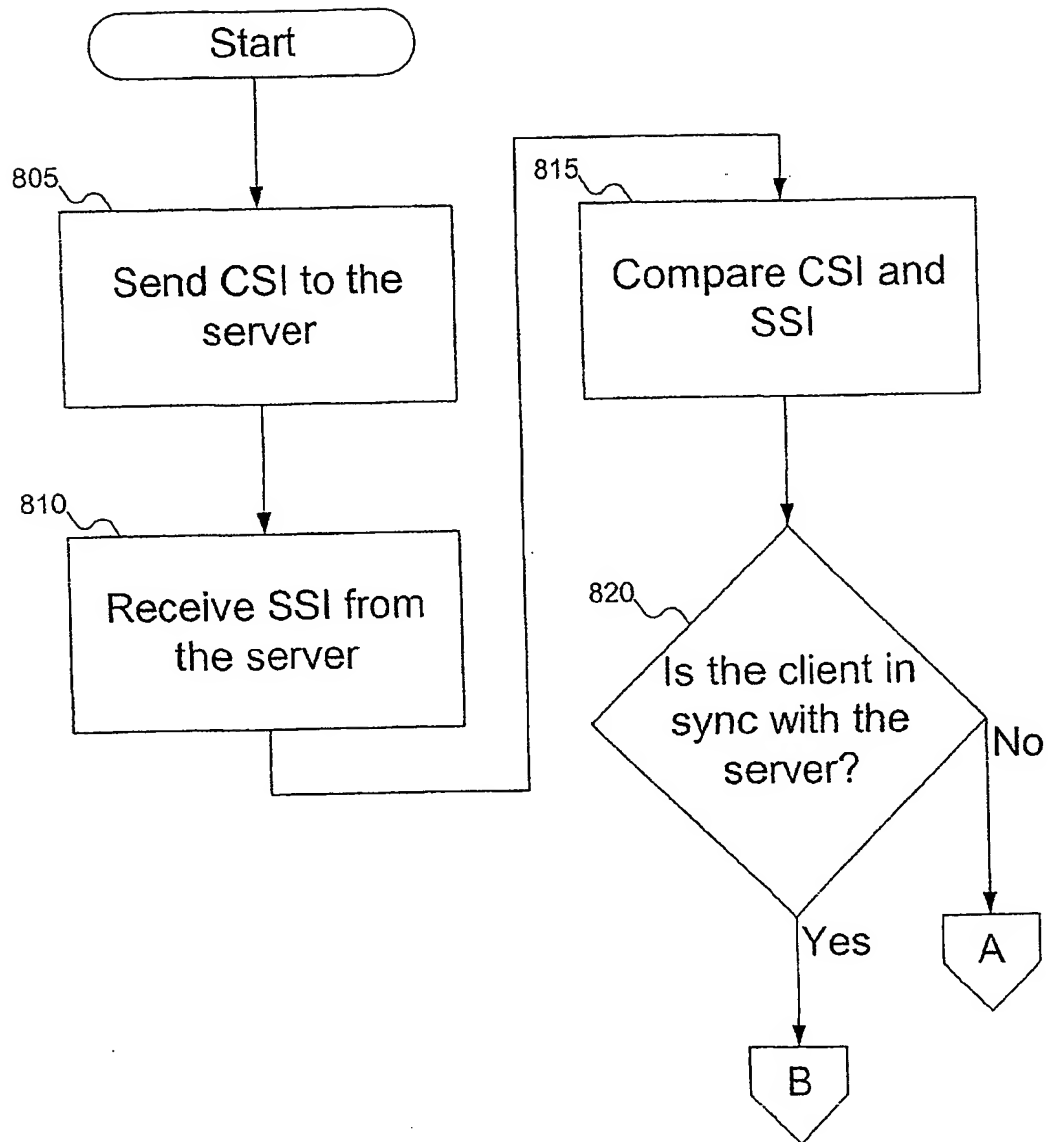 Start
805
Send CSI to the
server
810
Receive SSI from
the server
815
Compare CSI and
SSI
820
Is the client in
sync with the
server?
No
Yes
A
B